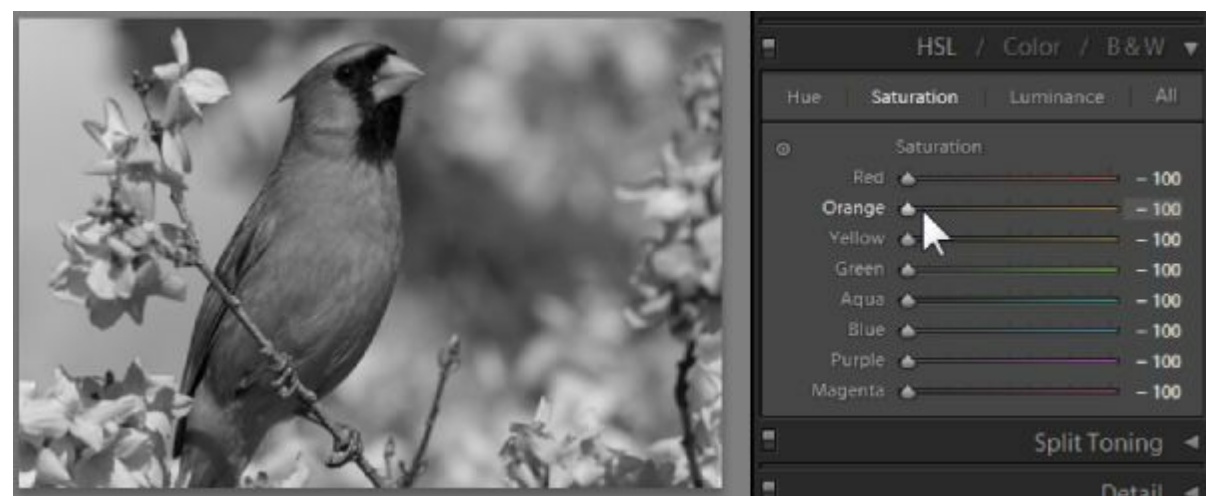 HSL / Color / B & W
Hue Saturation Luminance All
Saturation
Red - 100
Orange - 100
Yellow - 100
Green - 100
Aqua - 100
Blue - 100
Purple - 100
Magenta - 100
Split Toning
Detail